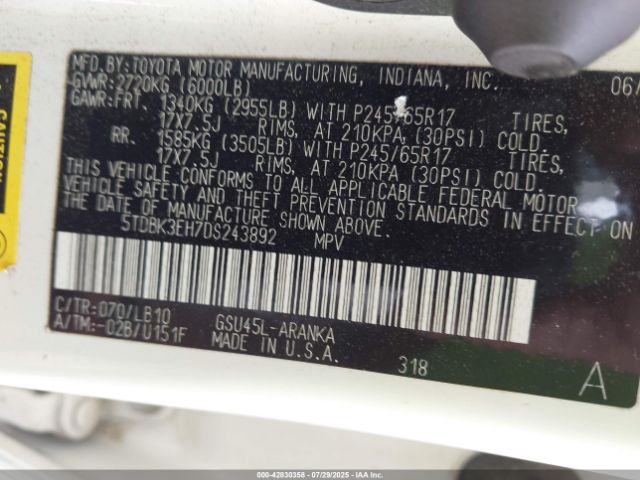 MFD.BY:TOYOTA MOTOR MANUFACTURING, INDIANA, INC. 06/
GVWR:2720KG (6000LB)
GAWR:FRT. 1340KG (2955LB) WITH P245/65R17 TIRES,
17X7.5J RIMS, AT 210KPA, (30PSI) COLD.
RR. 1585KG (3505LB) WITH P245/65R17 TIRES,
17X7.5J RIMS, AT 210KPA (30PSI) COLD.
THIS VEHICLE CONFORMS TO ALL APPLICABLE FEDERAL MOTOR
VEHICLE SAFETY AND THEFT PREVENTION STANDARDS IN EFFECT ON
THE DATE OF MANUFACTURE SHOWN ABOVE.
5TDBK3EH7DS243892 MPV
C/TR:070/LB10 GSU45L-ARANKA
A/TM:-02B/U151F MADE IN U.S.A. 318 A
CAUTION
000-42830358 - 07/29/2025 - IAAI.com